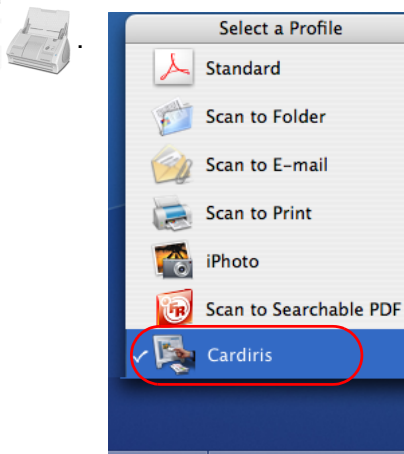 .
Select a Profile
Standard
Scan to Folder
Scan to E-mail
Scan to Print
iPhoto
Scan to Searchable PDF
Cardiris